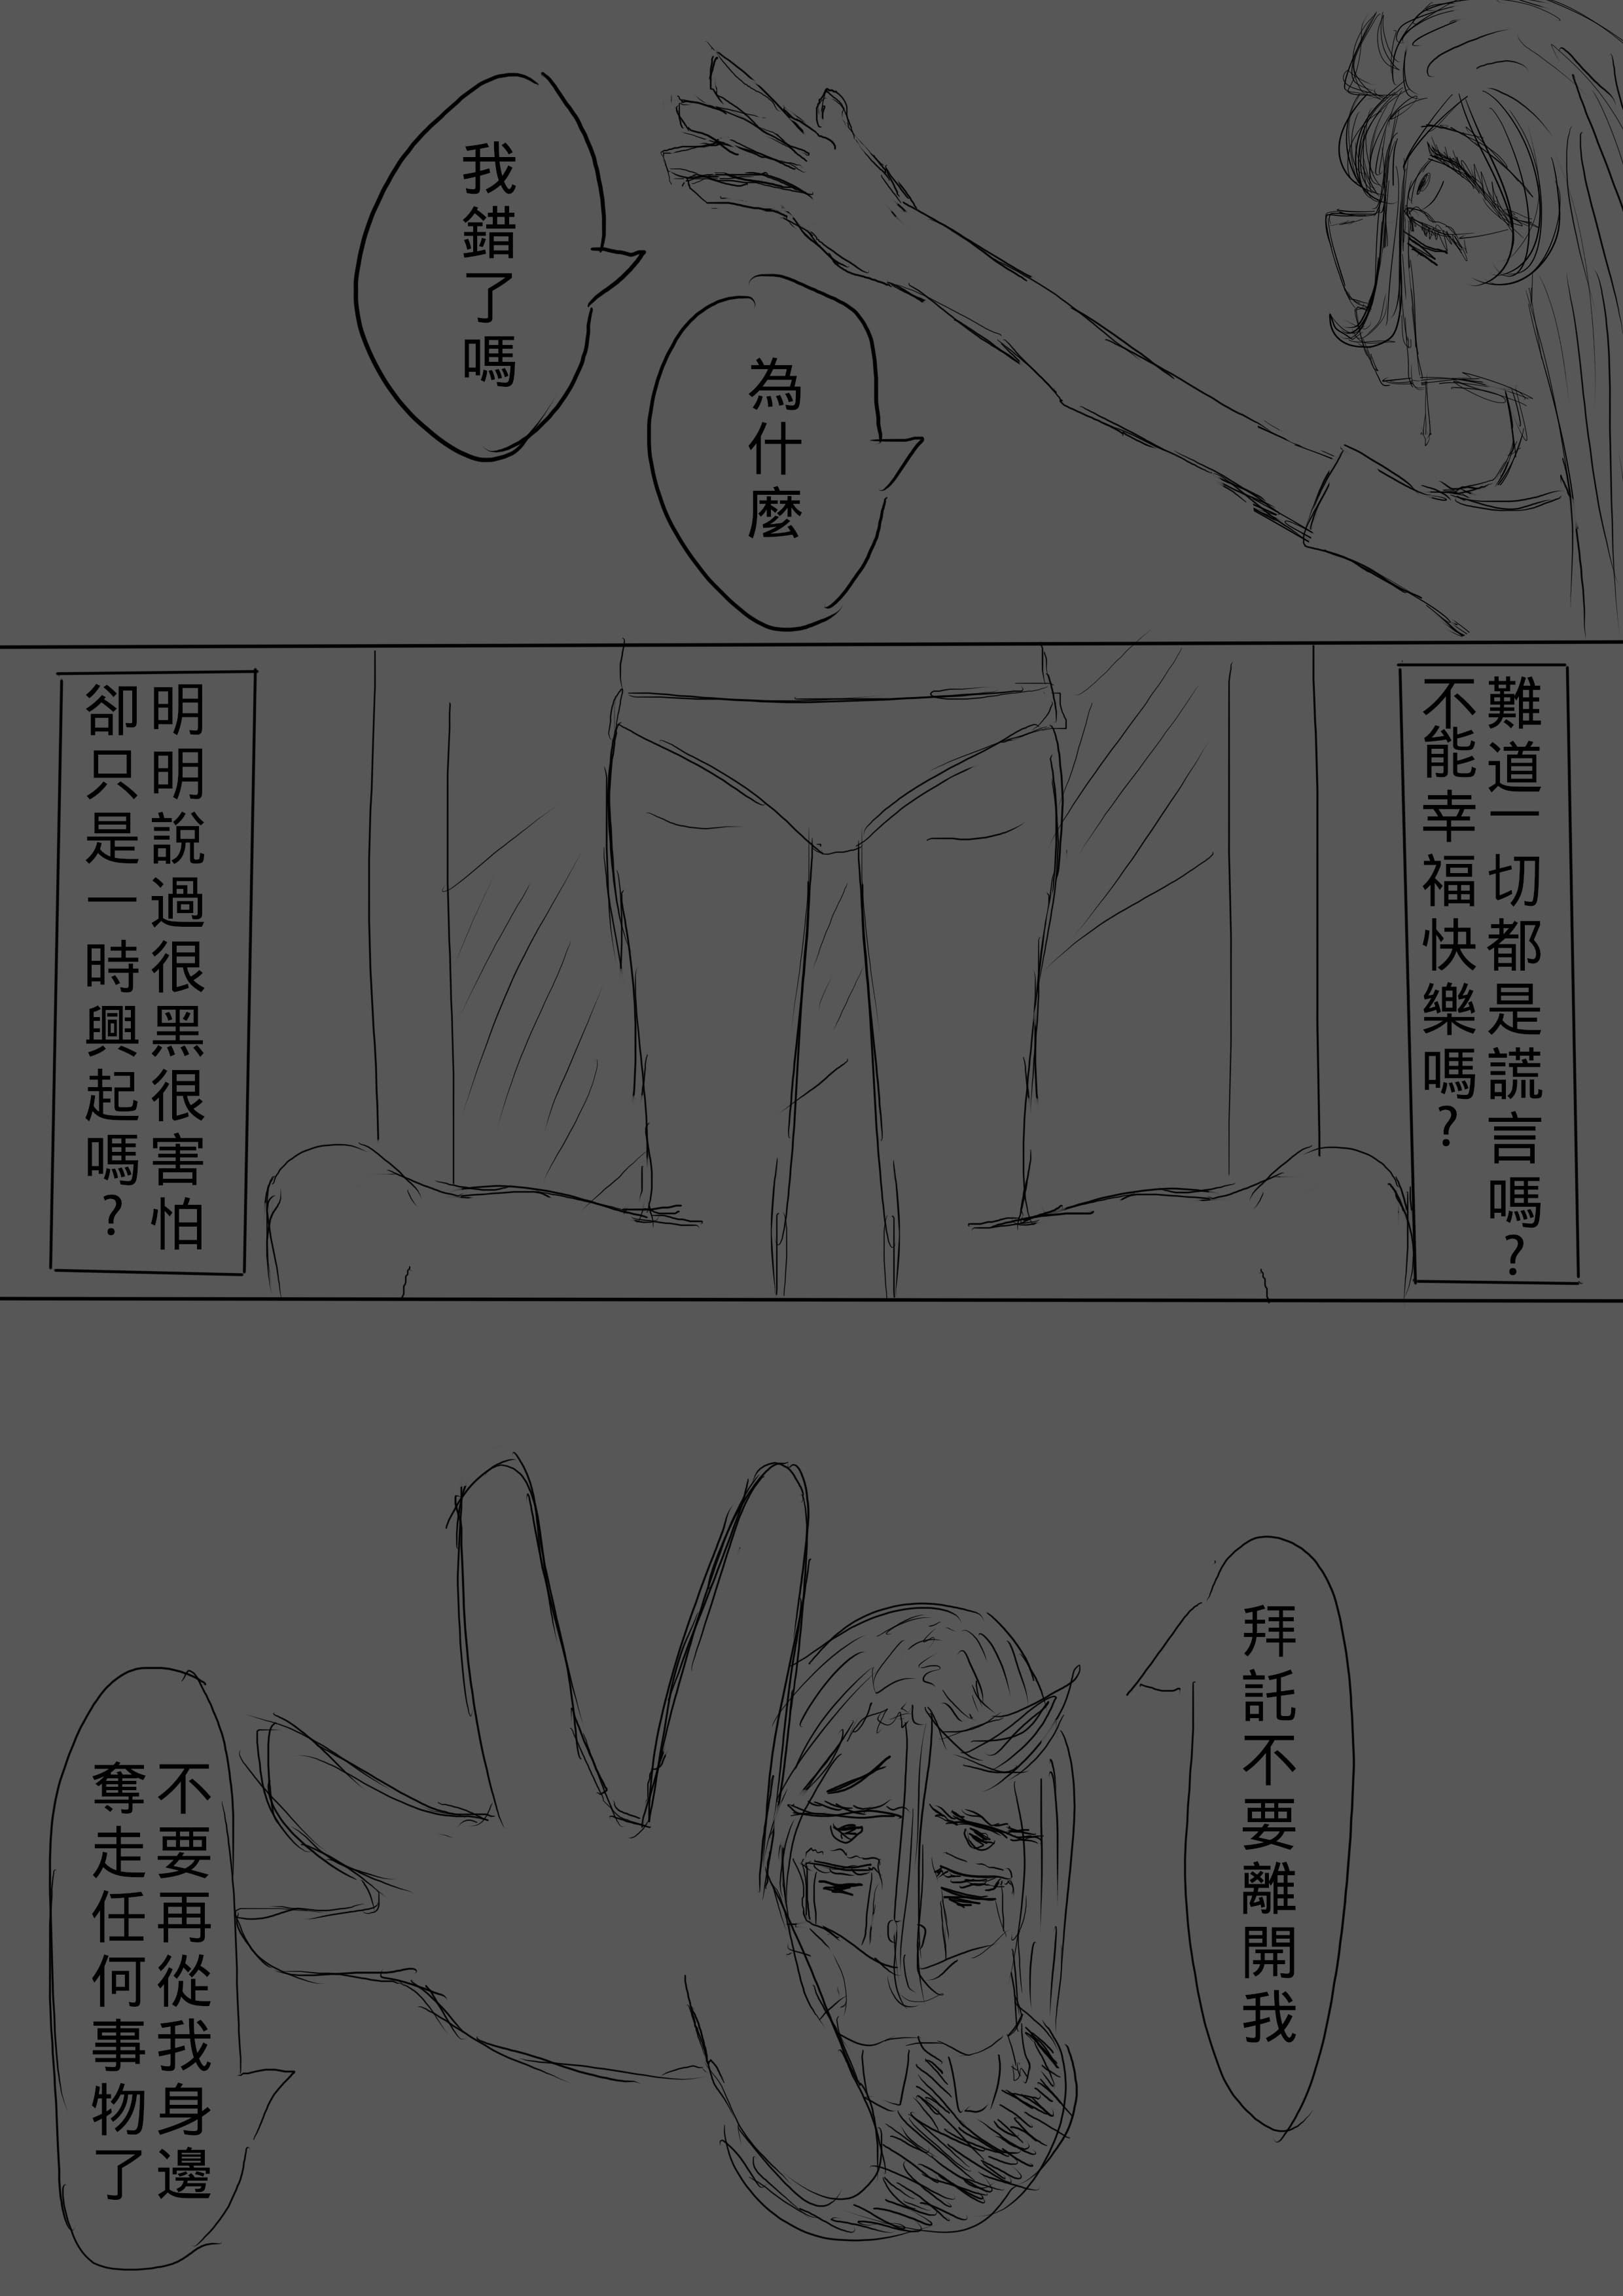 為什麼
我錯了嗎
難道一切都是謊言嗎?
不能幸福快樂嗎?
明明說過很黑很害怕
卻只是一時興起嗎?
拜託不要離開我
不要再從我身邊
奪走任何事物了